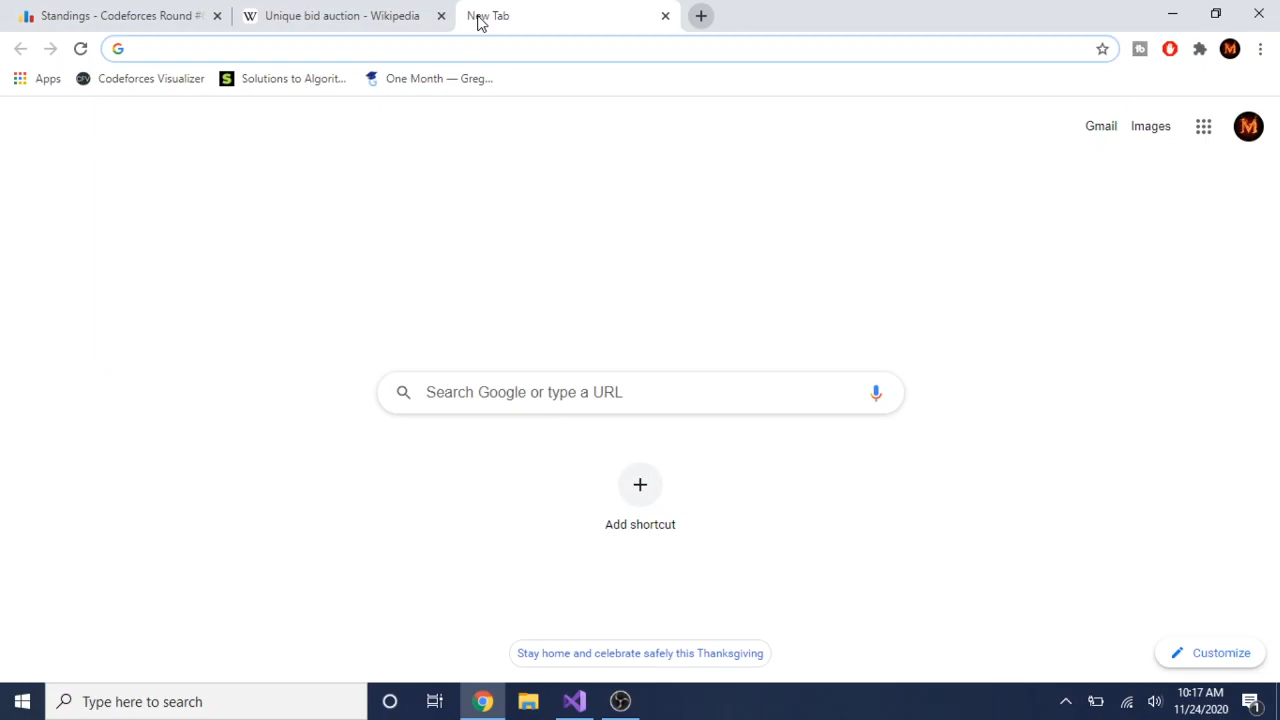 Standings - Codeforces Round #
Unique bid auction - Wikipedia
New Tab
Apps
Codeforces Visualizer
Solutions to Algorit...
One Month — Greg...
Gmail
Images
M
Search Google or type a URL
Add shortcut
Stay home and celebrate safely this Thanksgiving
Customize
Type here to search
10:17 AM
11/24/2020
1